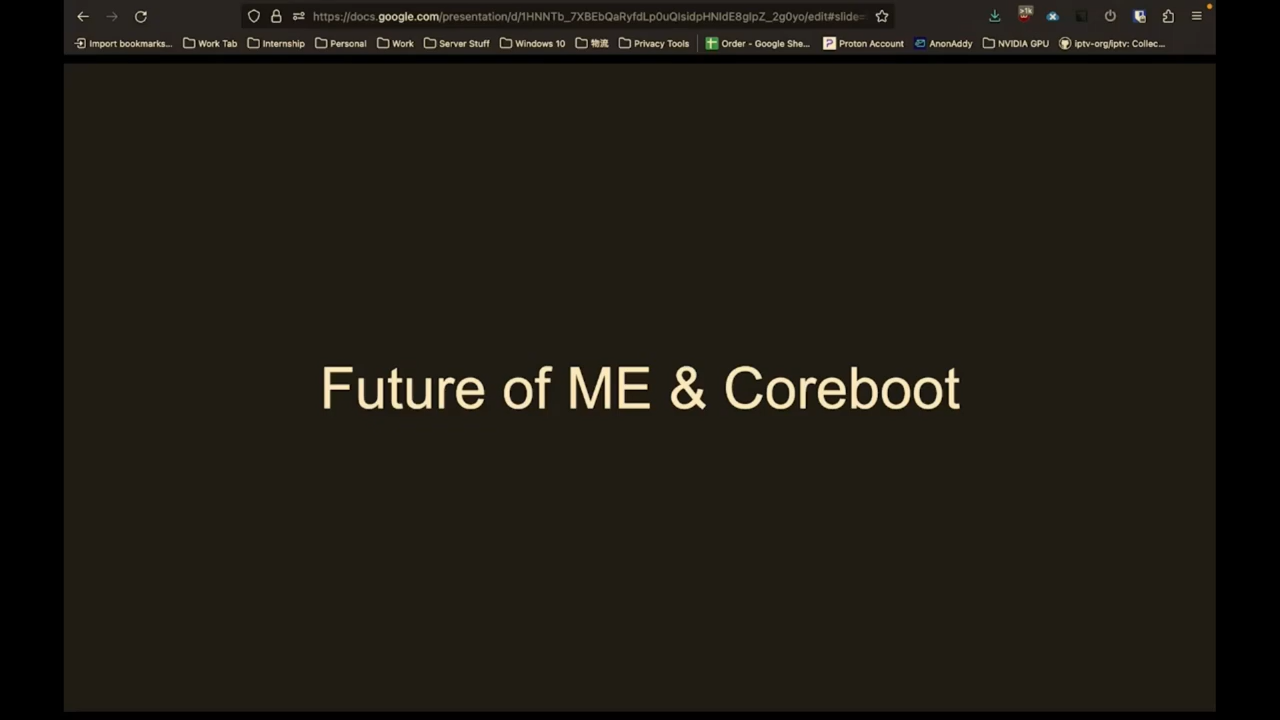 https://docs.google.com/presentation/d/1HNNTb_7XBEbQaRyfdLp0uQIsidpHNIdE8gIpZ_2g0yo/edit#slide=
>1k
Import bookmarks... Work Tab Internship Personal Work Server Stuff Windows 10 物流 Privacy Tools Order - Google She... Proton Account AnonAddy NVIDIA GPU iptv-org/iptv: Collec...
Future of ME & Coreboot